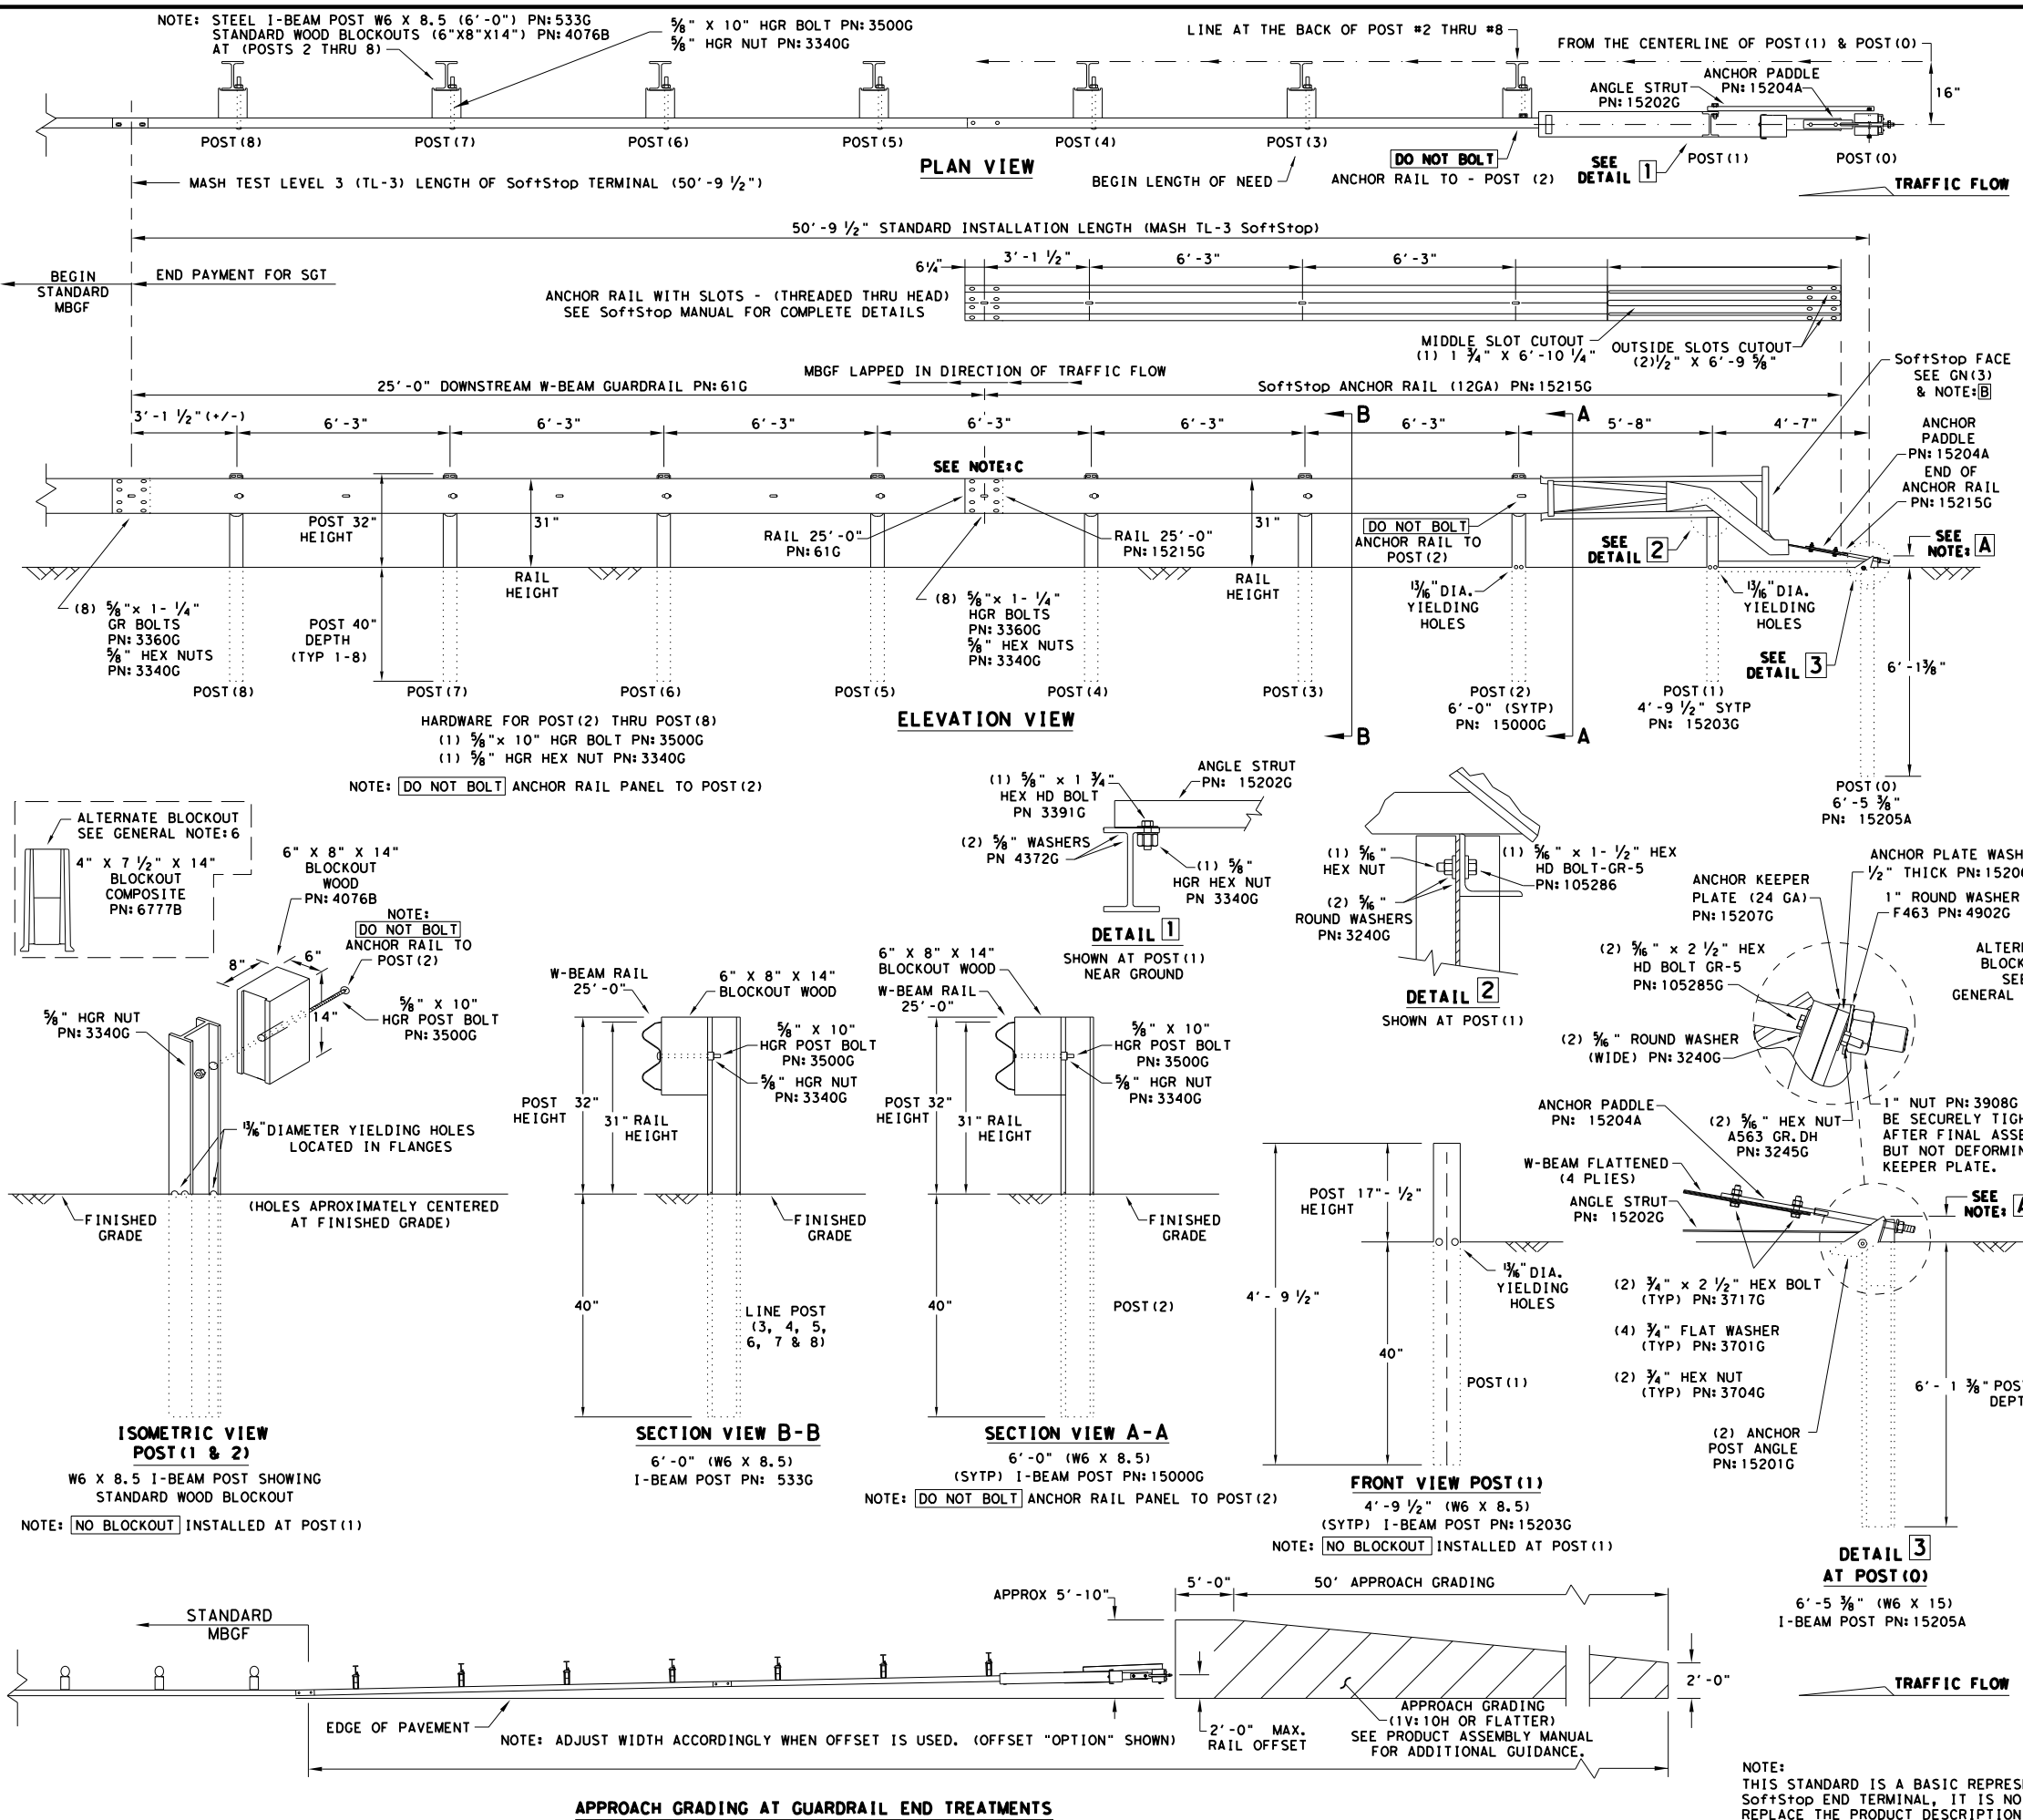 NOTE: STEEL I-BEAM POST W6 X 8.5 (6'-0") PN:533G
STANDARD WOOD BLOCKOUTS (6"X8"X14") PN:4076B
AT (POSTS 2 THRU 8)
5/8" X 10" HGR BOLT PN:3500G
5/8" HGR NUT PN:3340G
LINE AT THE BACK OF POST #2 THRU #8
FROM THE CENTERLINE OF POST(1) & POST(0)
ANCHOR PADDLE
PN:15204A
ANGLE STRUT
PN:15202G
16"
POST(8)
POST(7)
POST(6)
POST(5)
POST(4)
POST(3)
POST(1)
POST(0)
PLAN VIEW
DO NOT BOLT
ANCHOR RAIL TO - POST (2)
SEE
DETAIL 1
BEGIN LENGTH OF NEED
MASH TEST LEVEL 3 (TL-3) LENGTH OF SoftStop TERMINAL (50'-9 1/2")
TRAFFIC FLOW
50'-9 1/2" STANDARD INSTALLATION LENGTH (MASH TL-3 SoftStop)
BEGIN
STANDARD
MBGF
END PAYMENT FOR SGT
6 1/4"
3'-1 1/2"
6'-3"
6'-3"
ANCHOR RAIL WITH SLOTS - (THREADED THRU HEAD)
SEE SoftStop MANUAL FOR COMPLETE DETAILS
MIDDLE SLOT CUTOUT
(1) 1 3/4" X 6'-10 1/4"
OUTSIDE SLOTS CUTOUT
(2)1/2" X 6'-9 5/8"
SoftStop FACE
SEE GN(3)
& NOTE:B
MBGF LAPPED IN DIRECTION OF TRAFFIC FLOW
25'-0" DOWNSTREAM W-BEAM GUARDRAIL PN:61G
SoftStop ANCHOR RAIL (12GA) PN:15215G
3'-1 1/2"(+/-)
6'-3"
6'-3"
6'-3"
6'-3"
6'-3"
6'-3"
5'-8"
4'-7"
B
A
ANCHOR
PADDLE
PN:15204A
END OF
ANCHOR RAIL
PN:15215G
SEE NOTE:C
POST 32"
HEIGHT
31"
RAIL
HEIGHT
RAIL 25'-0"
PN:61G
RAIL 25'-0"
PN:15215G
31"
RAIL
HEIGHT
DO NOT BOLT
ANCHOR RAIL TO
POST(2)
SEE
DETAIL 2
SEE
NOTE: A
(8) 5/8"x 1- 1/4"
GR BOLTS
PN:3360G
5/8" HEX NUTS
PN:3340G
POST 40"
DEPTH
(TYP 1-8)
(8) 5/8"x 1- 1/4"
HGR BOLTS
PN:3360G
5/8" HEX NUTS
PN:3340G
13/16"DIA.
YIELDING
HOLES
13/16"DIA.
YIELDING
HOLES
SEE
DETAIL 3
6'-1 3/8"
POST(8)
POST(7)
POST(6)
POST(5)
POST(4)
POST(3)
POST(2)
6'-0" (SYTP)
PN: 15000G
POST(1)
4'-9 1/2" SYTP
PN: 15203G
ELEVATION VIEW
B
A
HARDWARE FOR POST(2) THRU POST(8)
(1) 5/8"x 10" HGR BOLT PN:3500G
(1) 5/8" HGR HEX NUT PN:3340G
NOTE: DO NOT BOLT ANCHOR RAIL PANEL TO POST(2)
POST(0)
6'-5 3/8"
PN: 15205A
ALTERNATE BLOCKOUT
SEE GENERAL NOTE:6
4" X 7 1/2" X 14"
BLOCKOUT
COMPOSITE
PN:6777B
6" X 8" X 14"
BLOCKOUT
WOOD
PN:4076B
NOTE:
DO NOT BOLT
ANCHOR RAIL TO
POST(2)
8"
6"
14"
5/8" X 10"
HGR POST BOLT
PN:3500G
5/8" HGR NUT
PN:3340G
13/16"DIAMETER YIELDING HOLES
LOCATED IN FLANGES
(HOLES APROXIMATELY CENTERED
AT FINISHED GRADE)
FINISHED
GRADE
ISOMETRIC VIEW
POST(1 & 2)
W6 X 8.5 I-BEAM POST SHOWING
STANDARD WOOD BLOCKOUT
NOTE: NO BLOCKOUT INSTALLED AT POST(1)
(1) 5/8" x 1 3/4"
HEX HD BOLT
PN 3391G
ANGLE STRUT
PN: 15202G
(2) 5/8" WASHERS
PN 4372G
(1) 5/8
HGR HEX NUT
PN 3340G
DETAIL 1
SHOWN AT POST(1)
NEAR GROUND
(1) 5/16"
HEX NUT
(1) 5/16" x 1- 1/2" HEX
HD BOLT-GR-5
PN:105286
(2) 5/16"
ROUND WASHERS
PN:3240G
DETAIL 2
SHOWN AT POST(1)
ANCHOR PLATE WASH
1/2" THICK PN:1520
ANCHOR KEEPER
PLATE (24 GA)
PN:15207G
1" ROUND WASHER
F463 PN:4902G
(2) 5/16" x 2 1/2" HEX
HD BOLT GR-5
PN:105285G
ALTER
BLOCK
SEE
GENERAL
(2) 5/16" ROUND WASHER
(WIDE) PN:3240G
1" NUT PN:3908G
BE SECURELY TIGH
AFTER FINAL ASSE
BUT NOT DEFORMIN
KEEPER PLATE.
ANCHOR PADDLE
PN: 15204A
(2) 5/16" HEX NUT
A563 GR.DH
PN:3245G
W-BEAM FLATTENED
(4 PLIES)
ANGLE STRUT
PN: 15202G
SEE
NOTE: A
(2) 3/4" x 2 1/2" HEX BOLT
(TYP) PN:3717G
(4) 3/4" FLAT WASHER
(TYP) PN:3701G
(2) 3/4" HEX NUT
(TYP) PN:3704G
6'- 1 3/8" POS
DEPT
(2) ANCHOR
POST ANGLE
PN:15201G
DETAIL 3
AT POST(0)
6'-5 3/8" (W6 X 15)
I-BEAM POST PN:15205A
W-BEAM RAIL
25'-0"
6" X 8" X 14"
BLOCKOUT WOOD
5/8" X 10"
HGR POST BOLT
PN:3500G
5/8" HGR NUT
PN:3340G
POST 32"
HEIGHT
31" RAIL
HEIGHT
FINISHED
GRADE
40"
LINE POST
(3, 4, 5,
6, 7 & 8)
SECTION VIEW B-B
6'-0" (W6 X 8.5)
I-BEAM POST PN: 533G
6" X 8" X 14"
BLOCKOUT WOOD
W-BEAM RAIL
25'-0"
5/8" X 10"
HGR POST BOLT
PN:3500G
5/8" HGR NUT
PN:3340G
POST 32"
HEIGHT
31" RAIL
HEIGHT
FINISHED
GRADE
40"
POST(2)
SECTION VIEW A-A
6'-0" (W6 X 8.5)
(SYTP) I-BEAM POST PN:15000G
NOTE: DO NOT BOLT ANCHOR RAIL PANEL TO POST(2)
POST 17"- 1/2"
HEIGHT
13/16"DIA.
YIELDING
HOLES
4'- 9 1/2"
40"
POST(1)
FRONT VIEW POST(1)
4'-9 1/2" (W6 X 8.5)
(SYTP) I-BEAM POST PN:15203G
NOTE: NO BLOCKOUT INSTALLED AT POST(1)
STANDARD
MBGF
APPROX 5'-10"
5'-0"
50' APPROACH GRADING
2'-0"
EDGE OF PAVEMENT
NOTE: ADJUST WIDTH ACCORDINGLY WHEN OFFSET IS USED. (OFFSET "OPTION" SHOWN)
2'-0" MAX.
RAIL OFFSET
APPROACH GRADING
(1V:10H OR FLATTER)
SEE PRODUCT ASSEMBLY MANUAL
FOR ADDITIONAL GUIDANCE.
TRAFFIC FLOW
APPROACH GRADING AT GUARDRAIL END TREATMENTS
NOTE:
THIS STANDARD IS A BASIC REPRES
SoftStop END TERMINAL, IT IS NO
REPLACE THE PRODUCT DESCRIPTION